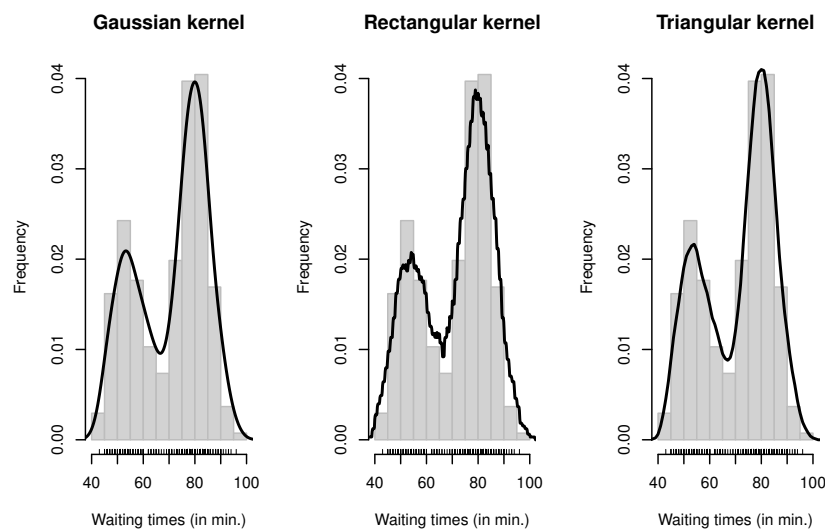 Gaussian kernel
Frequency
0.00 0.01 0.02 0.03 0.04
40 60 80 100
Waiting times (in min.)
Rectangular kernel
Frequency
0.00 0.01 0.02 0.03 0.04
40 60 80 100
Waiting times (in min.)
Triangular kernel
Frequency
0.00 0.01 0.02 0.03 0.04
40 60 80 100
Waiting times (in min.)